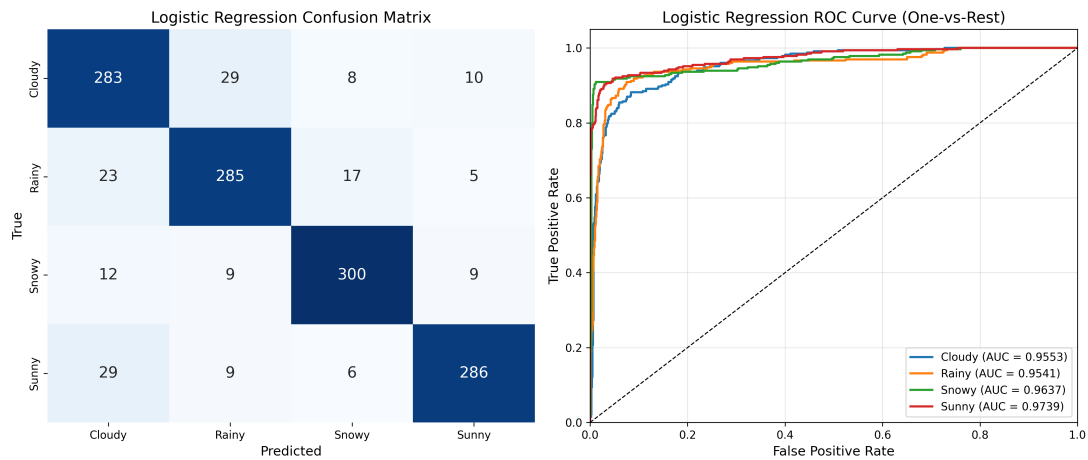 Logistic Regression Confusion Matrix
Cloudy 283 29 8 10
Rainy 23 285 17 5
Snowy 12 9 300 9
Sunny 29 9 6 286
True
Cloudy Rainy Snowy Sunny
Predicted
Logistic Regression ROC Curve (One-vs-Rest)
1.0
0.8
0.6
0.4
0.2
0.0
True Positive Rate
0.0 0.2 0.4 0.6 0.8 1.0
False Positive Rate
Cloudy (AUC = 0.9553)
Rainy (AUC = 0.9541)
Snowy (AUC = 0.9637)
Sunny (AUC = 0.9739)